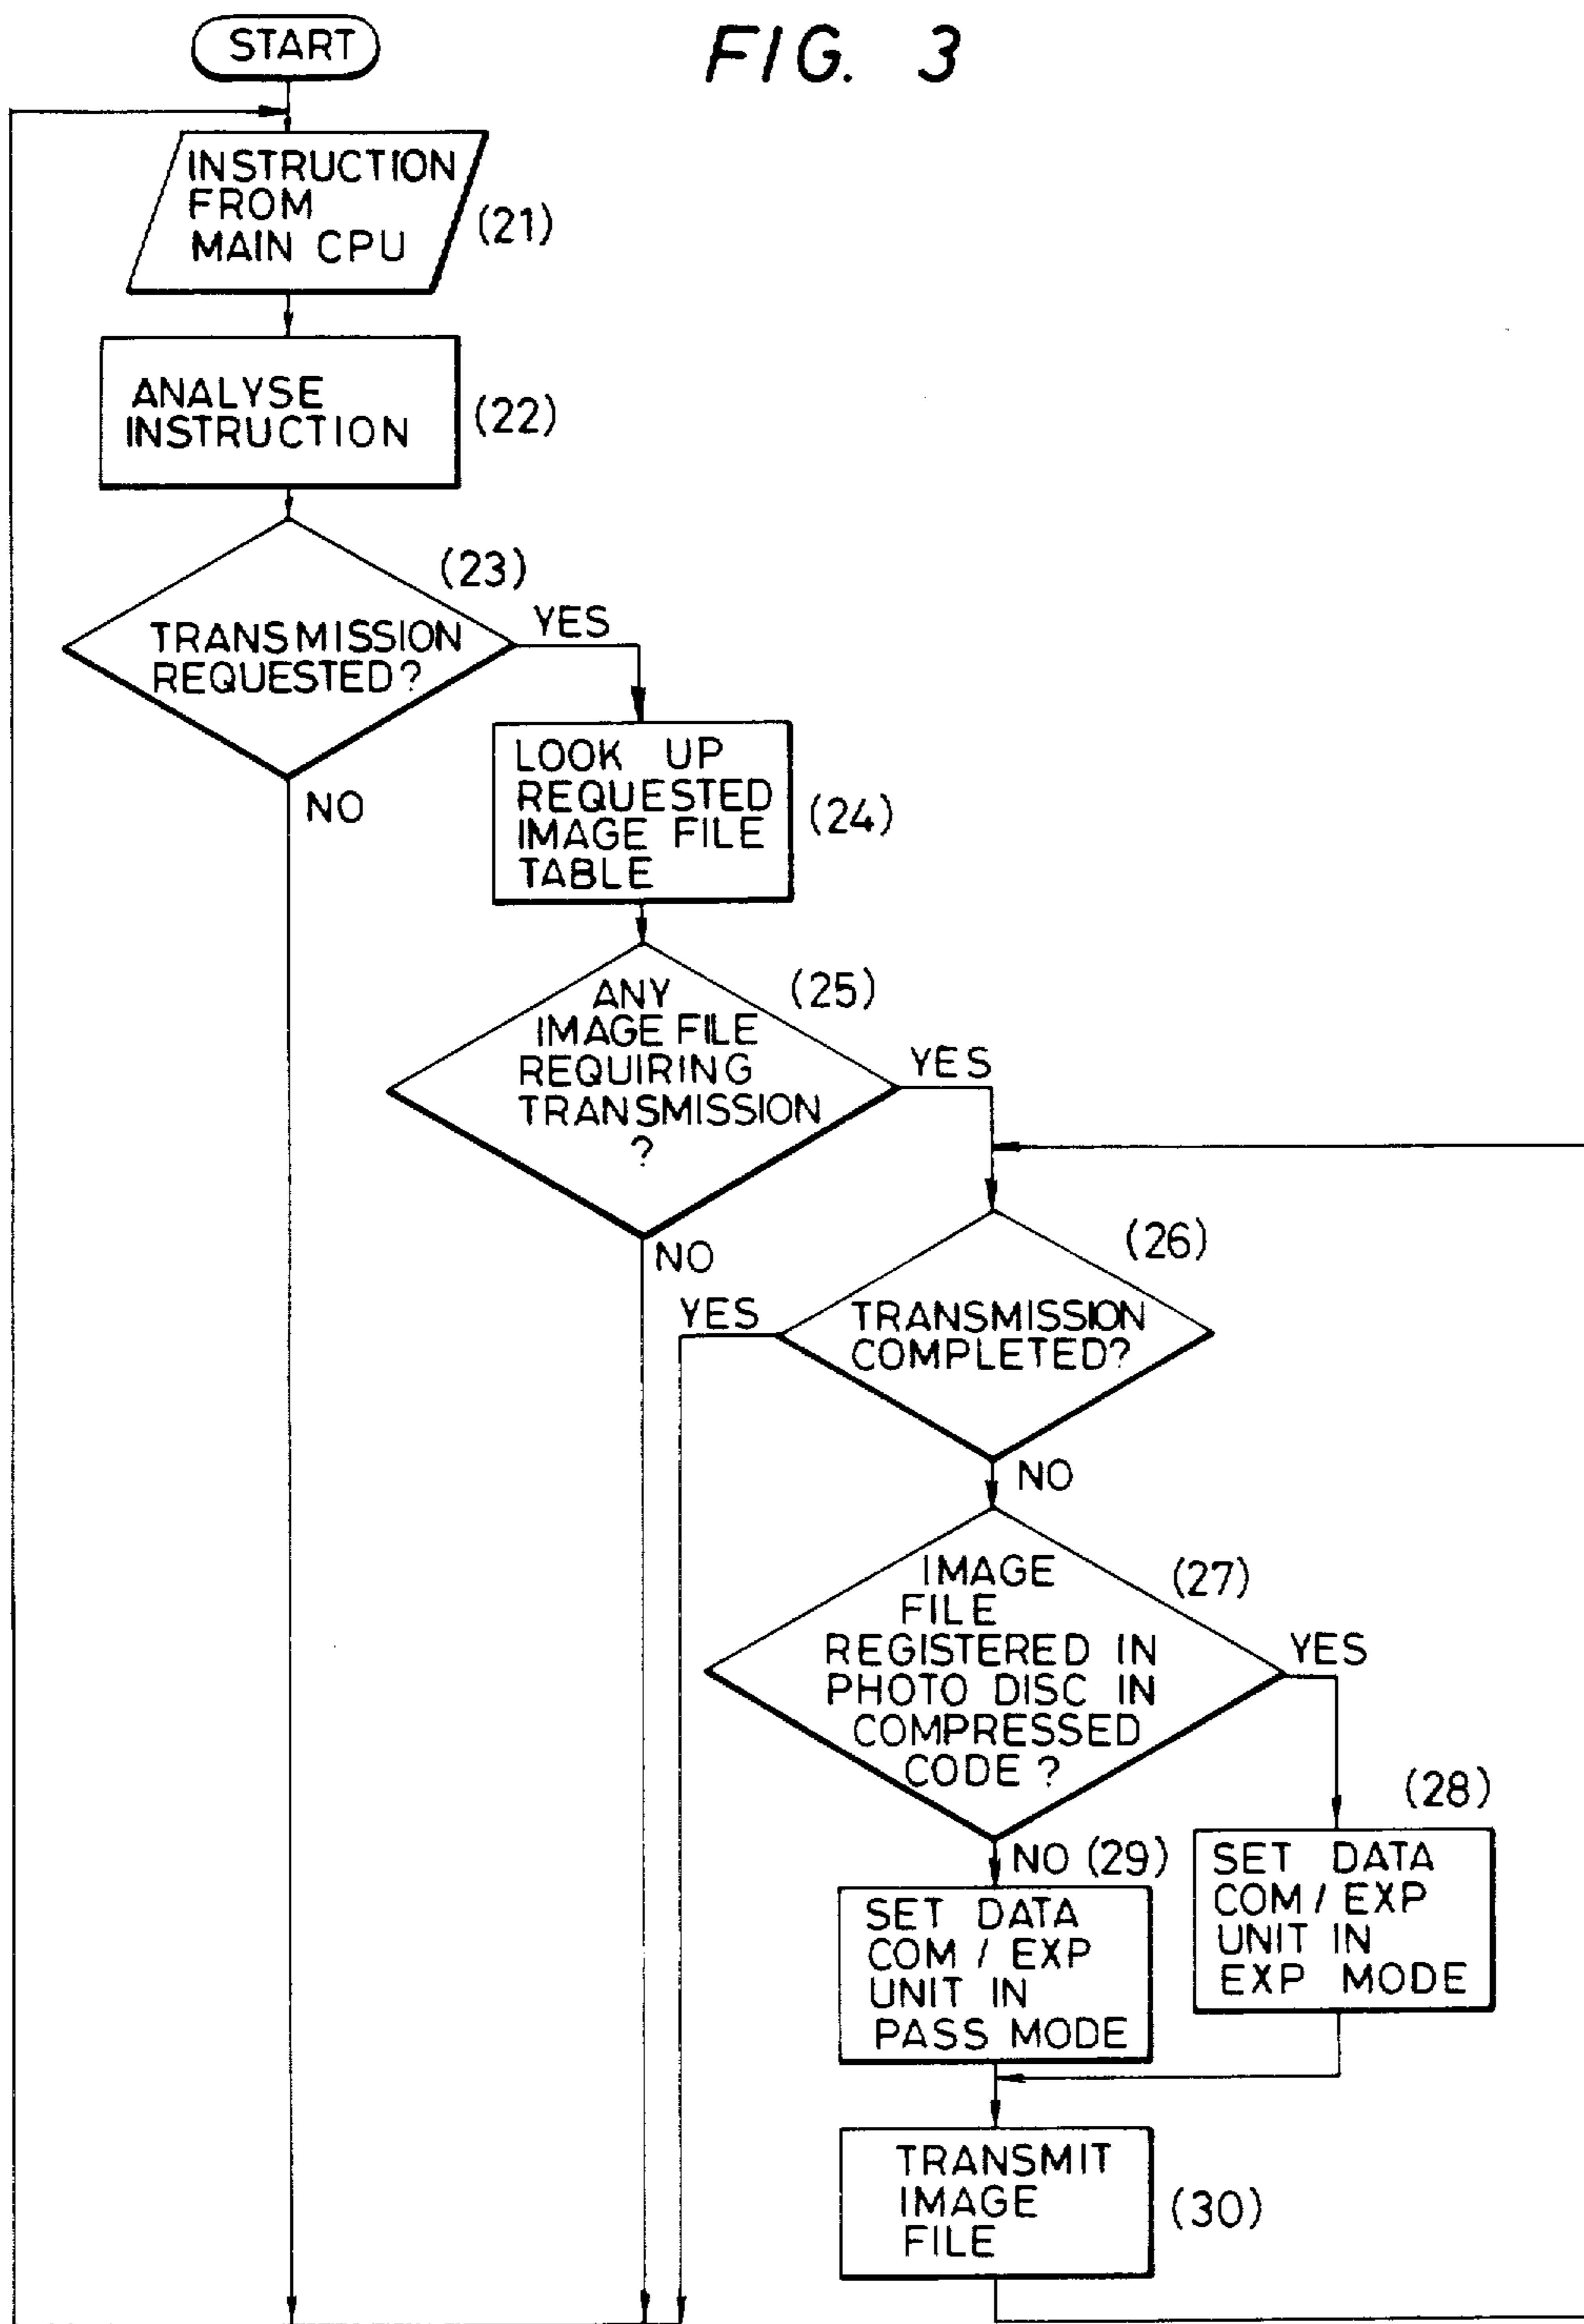 FIG. 3
START
INSTRUCTION
FROM
MAIN CPU
(21)
ANALYSE
INSTRUCTION
(22)
(23)
TRANSMISSION
REQUESTED?
YES
NO
LOOK UP
REQUESTED
IMAGE FILE
TABLE
(24)
ANY
IMAGE FILE
REQUIRING
TRANSMISSION
?
(25)
YES
NO
(26)
YES
TRANSMISSION
COMPLETED?
NO
IMAGE
FILE
REGISTERED IN
PHOTO DISC IN
COMPRESSED
CODE ?
(27)
YES
(28)
NO (29)
SET DATA
COM / EXP
UNIT IN
EXP MODE
SET DATA
COM / EXP
UNIT IN
PASS MODE
TRANSMIT
IMAGE
FILE
(30)